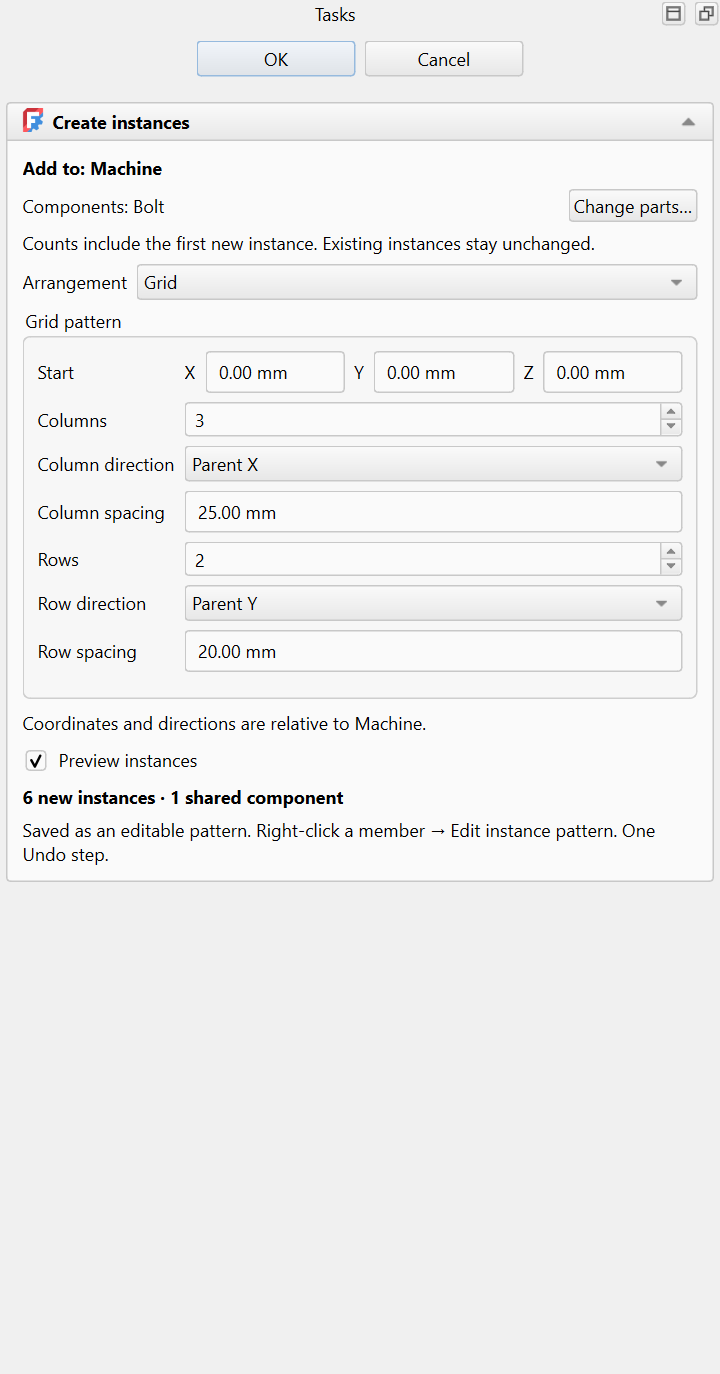 Tasks
OK Cancel
Create instances
Add to: Machine
Components: Bolt Change parts...
Counts include the first new instance. Existing instances stay unchanged.
Arrangement Grid
Grid pattern
Start X 0.00 mm Y 0.00 mm Z 0.00 mm
Columns 3
Column direction Parent X
Column spacing 25.00 mm
Rows 2
Row direction Parent Y
Row spacing 20.00 mm
Coordinates and directions are relative to Machine.
Preview instances
6 new instances · 1 shared component
Saved as an editable pattern. Right-click a member → Edit instance pattern. One
Undo step.